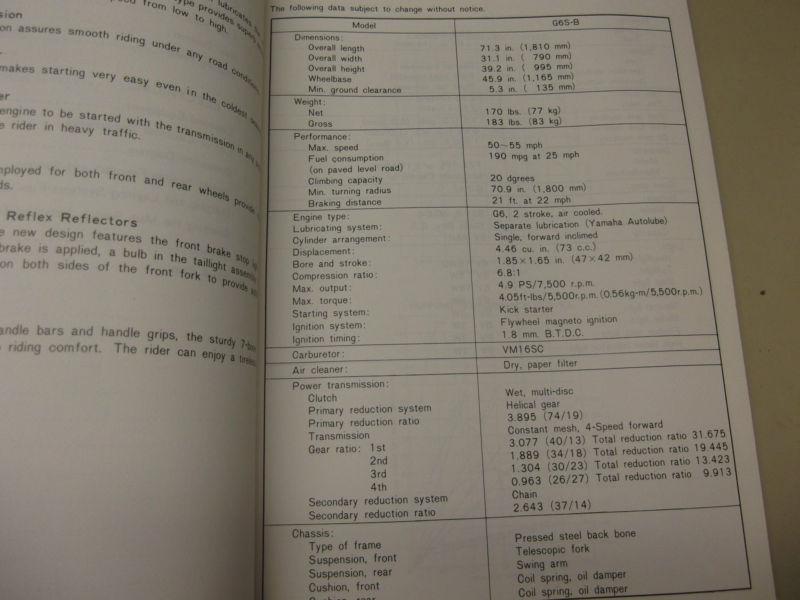 lubricates the
type provides superb
from low to high.
sion
on assures smooth riding under any road conditions.
makes starting very easy even in the coldest
er
engine to be started with the transmission in any
e rider in heavy traffic.
mployed for both front and rear wheels provide
ds.
Reflex Reflectors
e new design features the front brake stop
brake is applied, a bulb in the taillight assembly
on both sides of the front fork to provide
andle bars and handle grips, the sturdy
riding comfort. The rider can enjoy a
The following data subject to change without notice.
Model G6S-B
Dimensions:
Overall length 71.3 in. (1,810 mm)
Overall width 31.1 in. ( 790 mm)
Overall height 39.2 in. ( 995 mm)
Wheelbase 45.9 in. (1,165 mm)
Min. ground clearance 5.3 in. ( 135 mm)
Weight:
Net 170 lbs. (77 kg)
Gross 183 lbs. (83 kg)
Performance:
Max. speed 50~55 mph
Fuel consumption 190 mpg at 25 mph
(on paved level road)
Climbing capacity 20 dgrees
Min. turning radius 70.9 in. (1,800 mm)
Braking distance 21 ft. at 22 mph
Engine type: G6, 2 stroke, air cooled.
Lubricating system: Separate lubrication (Yamaha Autolube)
Cylinder arrangement: Single, forward inclimed
Displacement: 4.46 cu. in. (73 c.c.)
Bore and stroke: 1.85×1.65 in. (47×42 mm)
Compression ratio: 6.8:1
Max. output: 4.9 PS/7,500 r.p.m.
Max. torque: 4.05ft-lbs/5,500r.p.m.(0.56kg-m/5,500r.p.m.)
Starting system: Kick starter
Ignition system: Flywheel magneto ignition
Ignition timing: 1.8 mm. B.T.D.C.
Carburetor: VM16SC
Air cleaner: Dry, paper filter
Power transmission:
Clutch Wet, multi-disc
Primary reduction system Helical gear
Primary reduction ratio 3.895 (74/19)
Transmission Constant mesh, 4-Speed forward
Gear ratio: 1st 3.077 (40/13) Total reduction ratio 31.675
2nd 1.889 (34/18) Total reduction ratio 19.445
3rd 1.304 (30/23) Total reduction ratio 13.423
4th 0.963 (26/27) Total reduction ratio 9.913
Secondary reduction system Chain
Secondary reduction ratio 2.643 (37/14)
Chassis:
Type of frame Pressed steel back bone
Suspension, front Telescopic fork
Suspension, rear Swing arm
Cushion, front Coil spring, oil damper
Cushion, rear Coil spring, oil damper